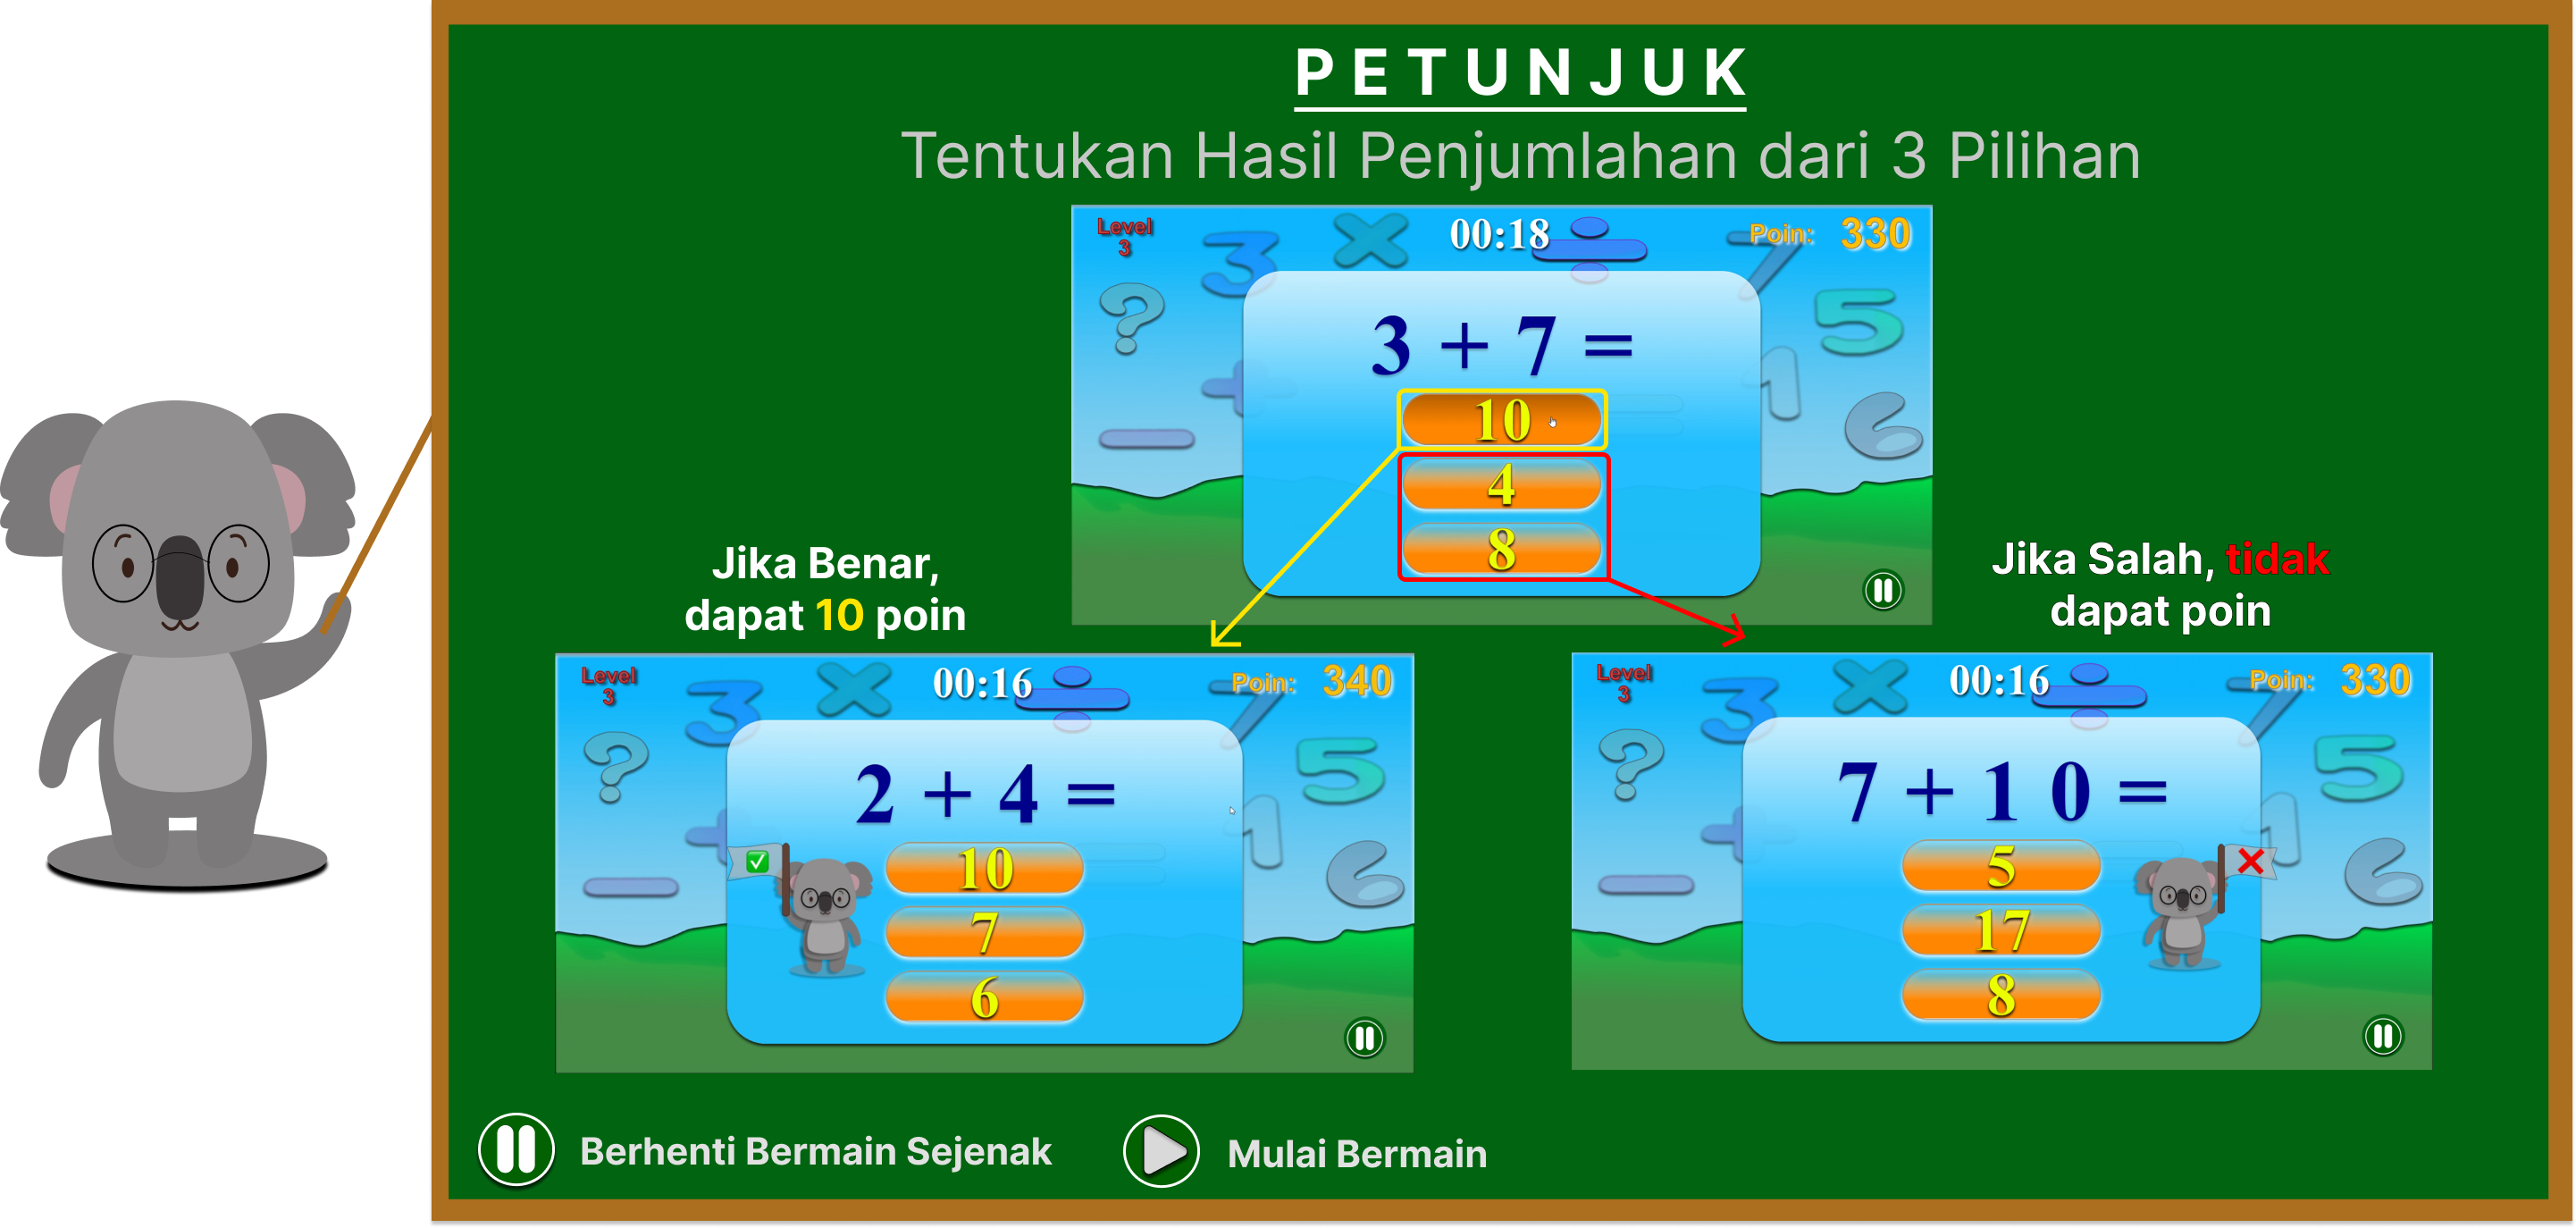 PETUNJUK
Tentukan Hasil Penjumlahan dari 3 Pilihan
Level
3
00:18
Poin: 330
3 + 7 =
10
4
8
Jika Benar,
dapat 10 poin
Jika Salah, tidak
dapat poin
Level
3
00:16
Poin: 340
2 + 4 =
10
7
6
Level
3
00:16
Poin: 330
7 + 1 0 =
5
17
8
Berhenti Bermain Sejenak
Mulai Bermain